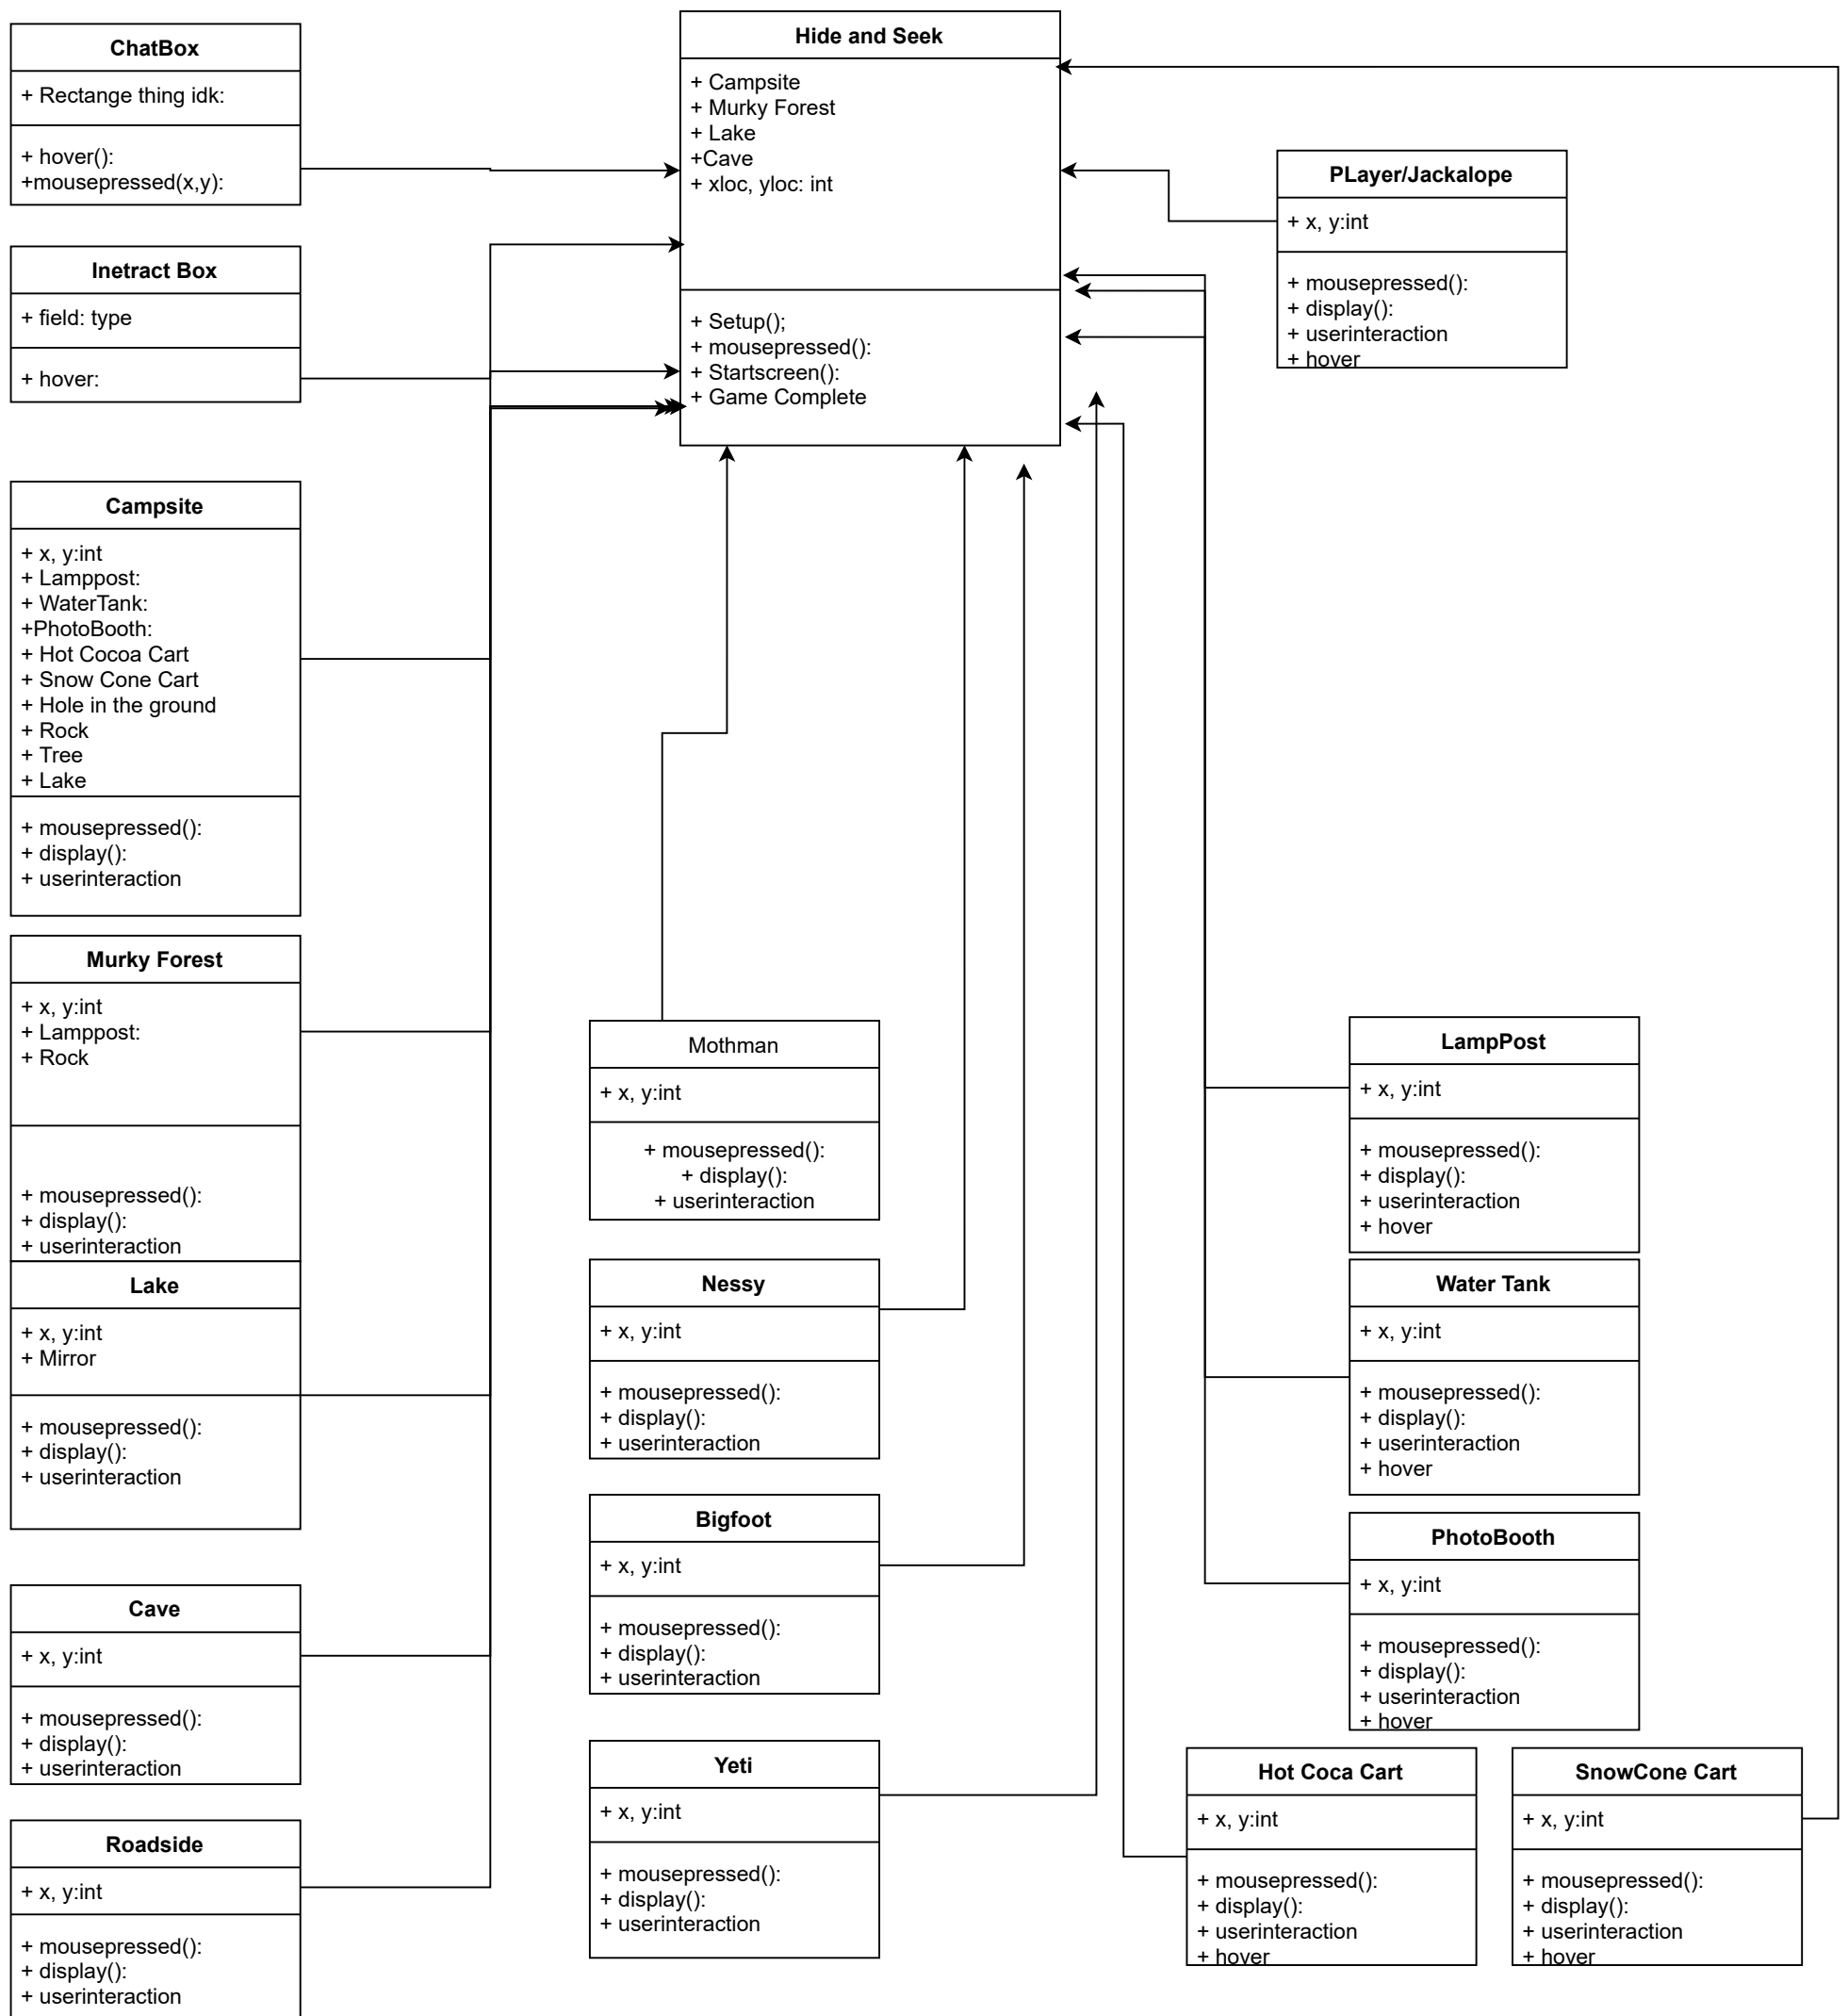 ChatBox
+ Rectange thing idk:
+ hover():
+mousepressed(x,y):
Inetract Box
+ field: type
+ hover:
Campsite
+ x, y:int
+ Lamppost:
+ WaterTank:
+PhotoBooth:
+ Hot Cocoa Cart
+ Snow Cone Cart
+ Hole in the ground
+ Rock
+ Tree
+ Lake
+ mousepressed():
+ display():
+ userinteraction
Murky Forest
+ x, y:int
+ Lamppost:
+ Rock
+ mousepressed():
+ display():
+ userinteraction
Lake
+ x, y:int
+ Mirror
+ mousepressed():
+ display():
+ userinteraction
Cave
+ x, y:int
+ mousepressed():
+ display():
+ userinteraction
Roadside
+ x, y:int
+ mousepressed():
+ display():
+ userinteraction
Hide and Seek
+ Campsite
+ Murky Forest
+ Lake
+Cave
+ xloc, yloc: int
+ Setup();
+ mousepressed():
+ Startscreen():
+ Game Complete
Mothman
+ x, y:int
+ mousepressed():
+ display():
+ userinteraction
Nessy
+ x, y:int
+ mousepressed():
+ display():
+ userinteraction
Bigfoot
+ x, y:int
+ mousepressed():
+ display():
+ userinteraction
Yeti
+ x, y:int
+ mousepressed():
+ display():
+ userinteraction
PLayer/Jackalope
+ x, y:int
+ mousepressed():
+ display():
+ userinteraction
+ hover
LampPost
+ x, y:int
+ mousepressed():
+ display():
+ userinteraction
+ hover
Water Tank
+ x, y:int
+ mousepressed():
+ display():
+ userinteraction
+ hover
PhotoBooth
+ x, y:int
+ mousepressed():
+ display():
+ userinteraction
+ hover
Hot Coca Cart
+ x, y:int
+ mousepressed():
+ display():
+ userinteraction
+ hover
SnowCone Cart
+ x, y:int
+ mousepressed():
+ display():
+ userinteraction
+ hover